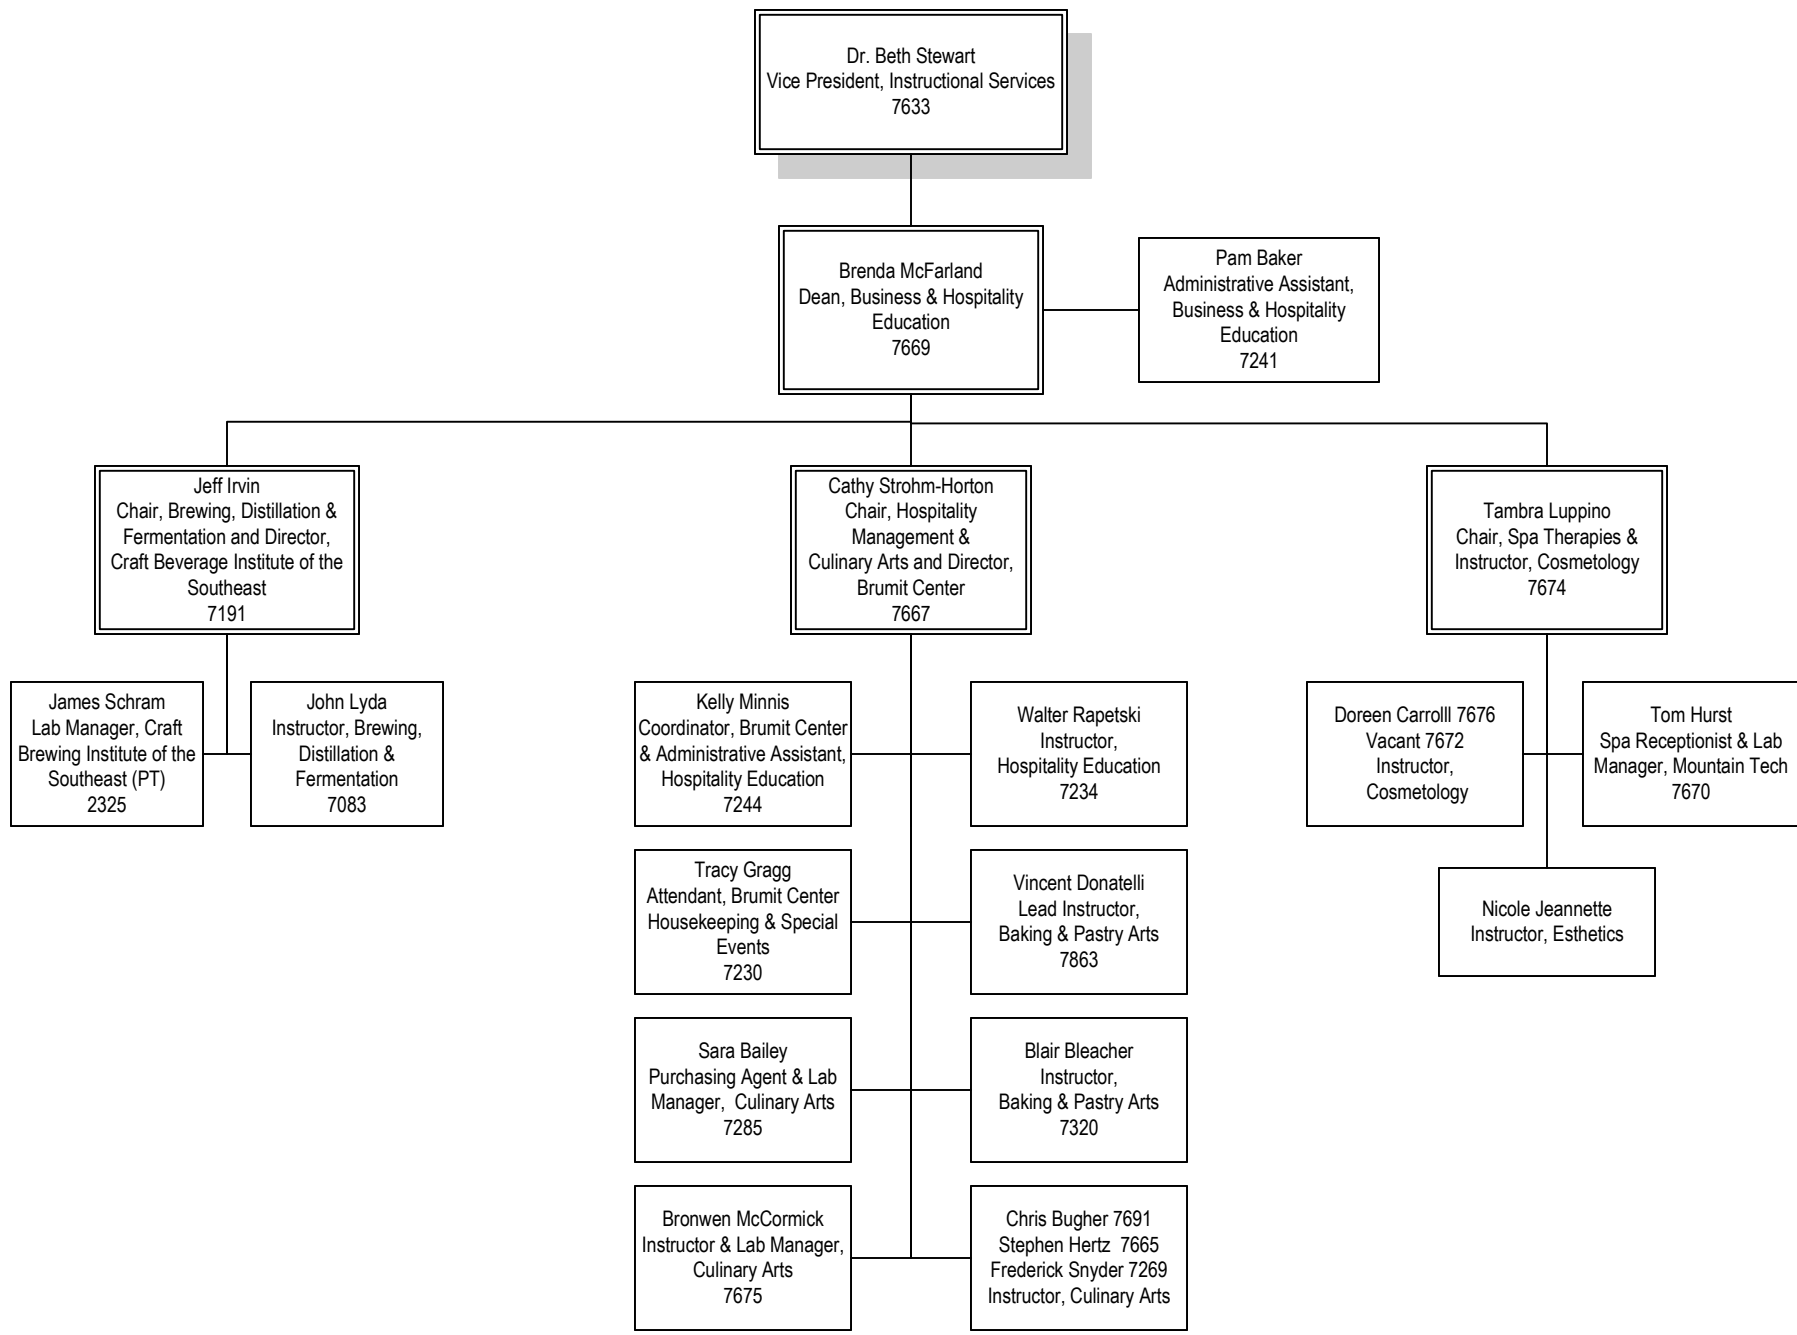 Dr. Beth Stewart
Vice President, Instructional Services
7633
Brenda McFarland
Dean, Business & Hospitality
Education
7669
Pam Baker
Administrative Assistant,
Business & Hospitality
Education
7241
Jeff Irvin
Chair, Brewing, Distillation &
Fermentation and Director,
Craft Beverage Institute of the
Southeast
7191
Cathy Strohm-Horton
Chair, Hospitality
Management &
Culinary Arts and Director,
Brumit Center
7667
Tambra Luppino
Chair, Spa Therapies &
Instructor, Cosmetology
7674
James Schram
Lab Manager, Craft
Brewing Institute of the
Southeast (PT)
2325
John Lyda
Instructor, Brewing,
Distillation &
Fermentation
7083
Kelly Minnis
Coordinator, Brumit Center
& Administrative Assistant,
Hospitality Education
7244
Walter Rapetski
Instructor,
Hospitality Education
7234
Doreen Carrolll 7676
Vacant 7672
Instructor,
Cosmetology
Tom Hurst
Spa Receptionist & Lab
Manager, Mountain Tech
7670
Tracy Gragg
Attendant, Brumit Center
Housekeeping & Special
Events
7230
Vincent Donatelli
Lead Instructor,
Baking & Pastry Arts
7863
Nicole Jeannette
Instructor, Esthetics
Sara Bailey
Purchasing Agent & Lab
Manager, Culinary Arts
7285
Blair Bleacher
Instructor,
Baking & Pastry Arts
7320
Bronwen McCormick
Instructor & Lab Manager,
Culinary Arts
7675
Chris Bugher 7691
Stephen Hertz 7665
Frederick Snyder 7269
Instructor, Culinary Arts